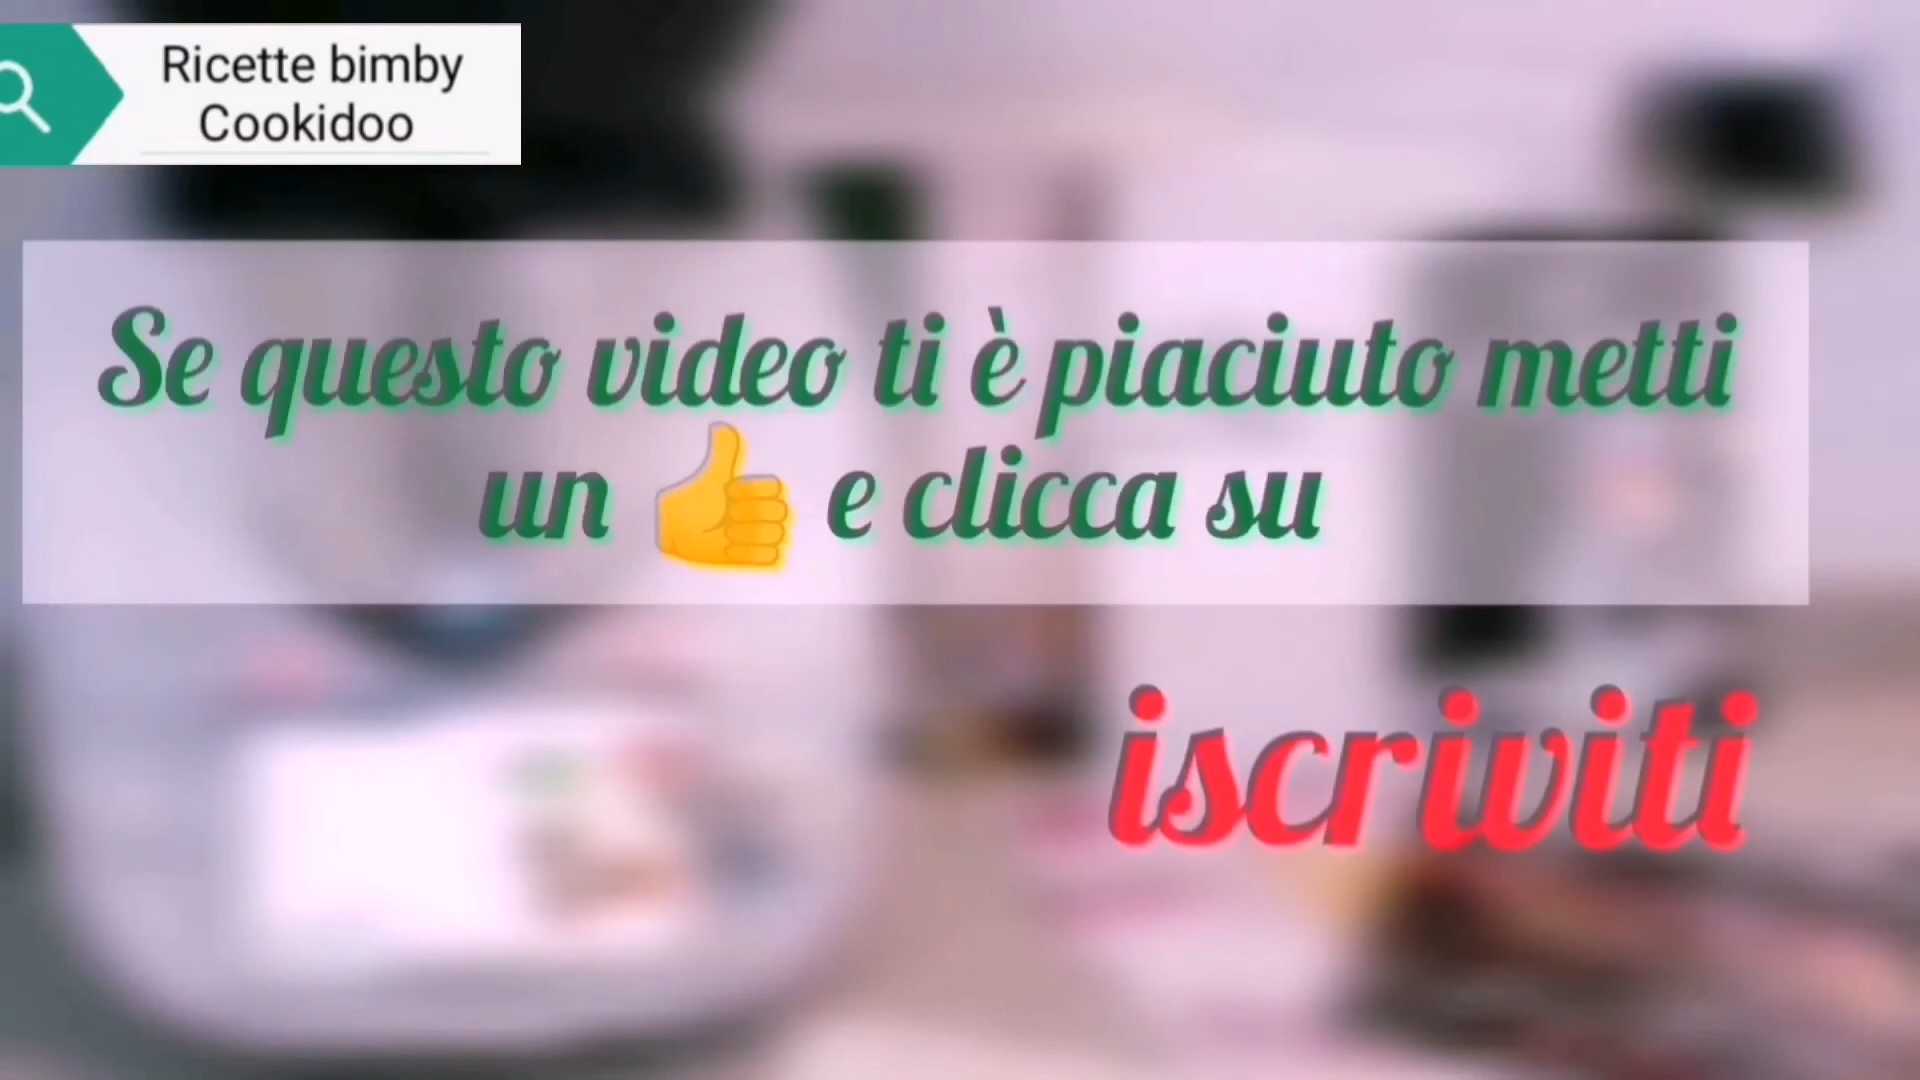 Ricette bimby
Cookidoo
Se questo video ti è piaciuto metti
un 👍 e clicca su
iscriviti